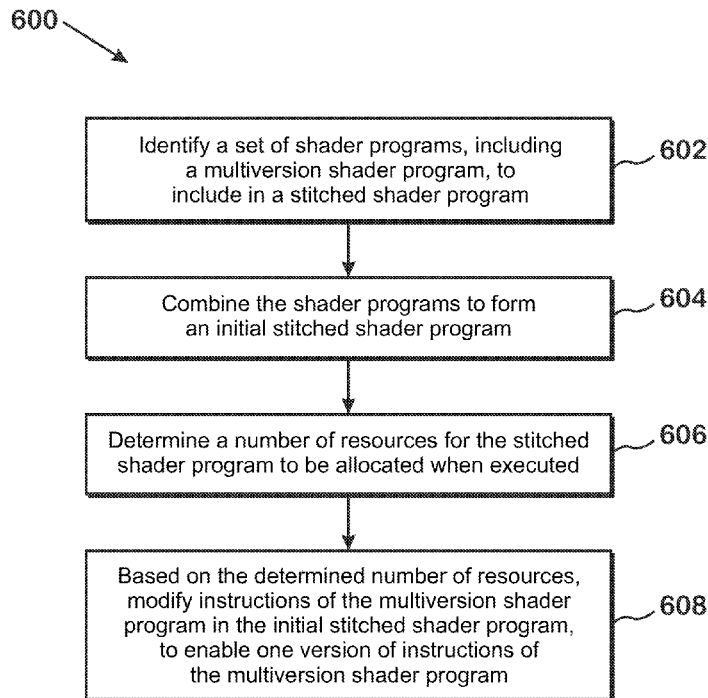 600
Identify a set of shader programs, including
a multiversion shader program, to
include in a stitched shader program
602
Combine the shader programs to form
an initial stitched shader program
604
Determine a number of resources for the stitched
shader program to be allocated when executed
606
Based on the determined number of resources,
modify instructions of the multiversion shader
program in the initial stitched shader program,
to enable one version of instructions of
the multiversion shader program
608